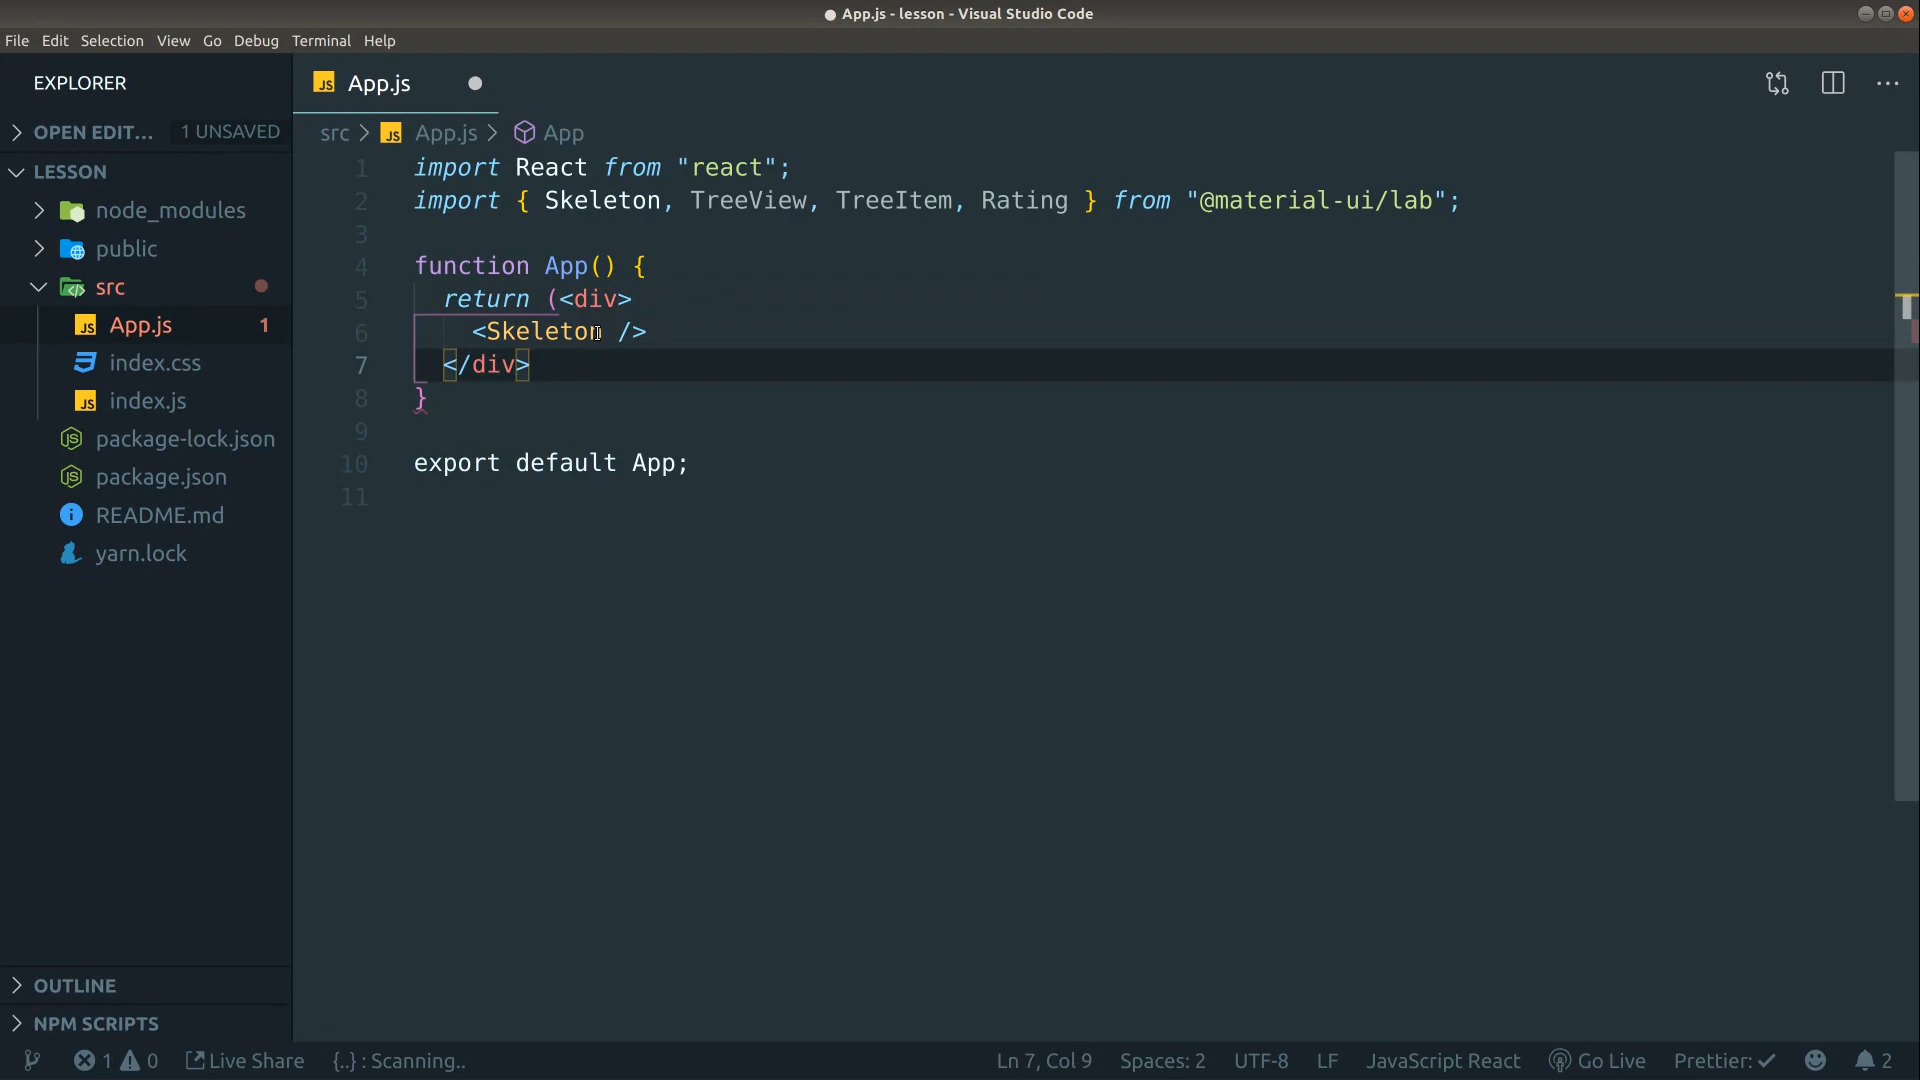 App.js - lesson - Visual Studio Code
File Edit Selection View Go Debug Terminal Help
EXPLORER
OPEN EDIT... 1 UNSAVED
LESSON
node_modules
public
src
App.js 1
index.css
index.js
package-lock.json
package.json
README.md
yarn.lock
OUTLINE
NPM SCRIPTS
JS App.js
src > JS App.js > App
1 import React from "react";
2 import { Skeleton, TreeView, TreeItem, Rating } from "@material-ui/lab";
3
4 function App() {
5 return (<div>
6 <Skeleton />
7 </div>
8 }
9
10 export default App;
11
1 0 Live Share {..} : Scanning.. Ln 7, Col 9 Spaces: 2 UTF-8 LF JavaScript React Go Live Prettier: ✓ 2